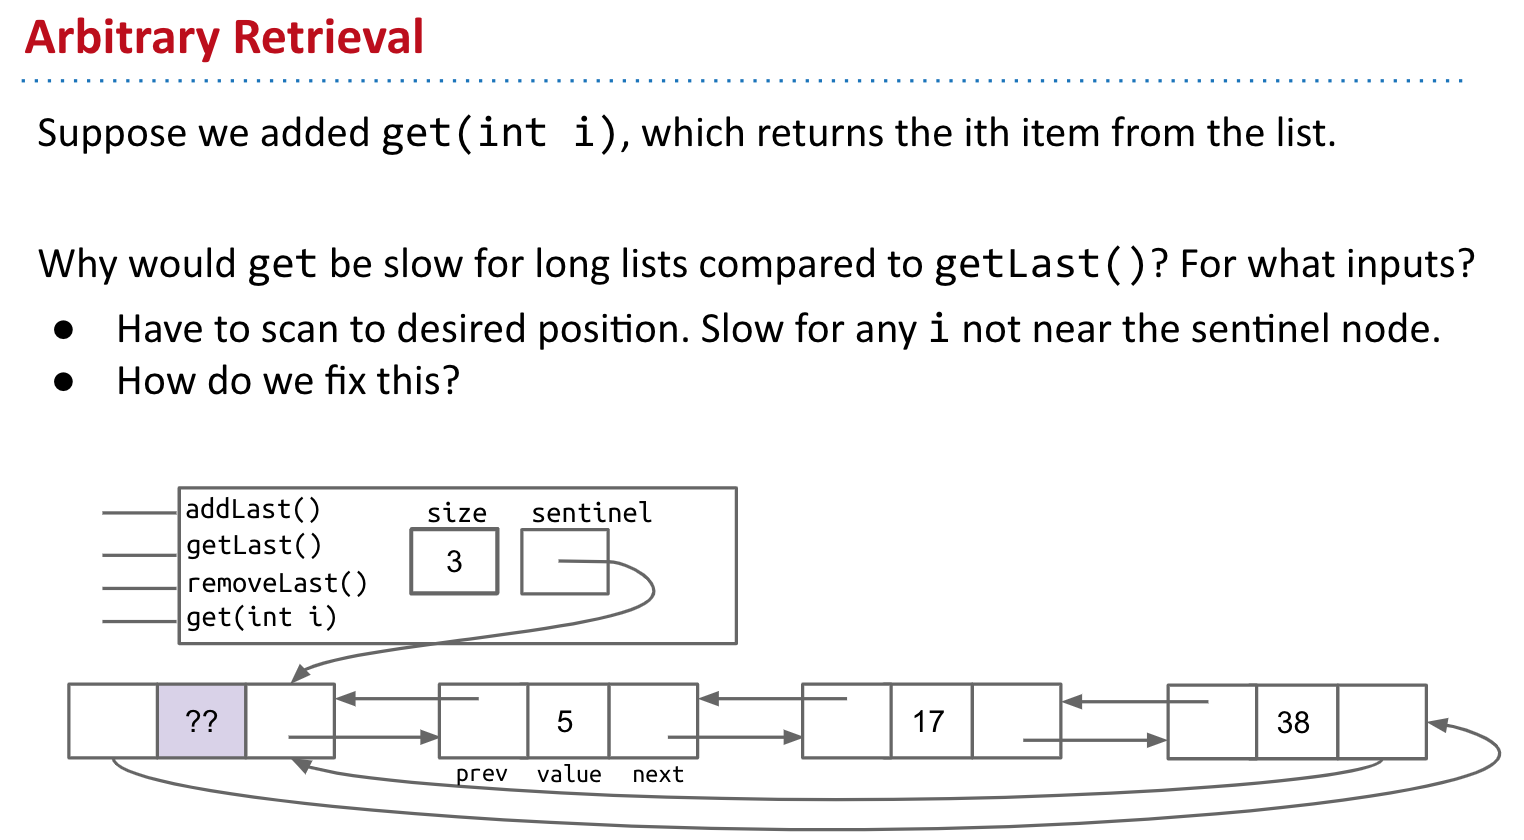 Arbitrary Retrieval
Suppose we added get(int i), which returns the ith item from the list.
Why would get be slow for long lists compared to getLast()? For what inputs?
● Have to scan to desired position. Slow for any i not near the sentinel node.
● How do we fix this?
addLast()
size
sentinel
getLast()
3
removeLast()
get(int i)
??
5
17
38
prev value next